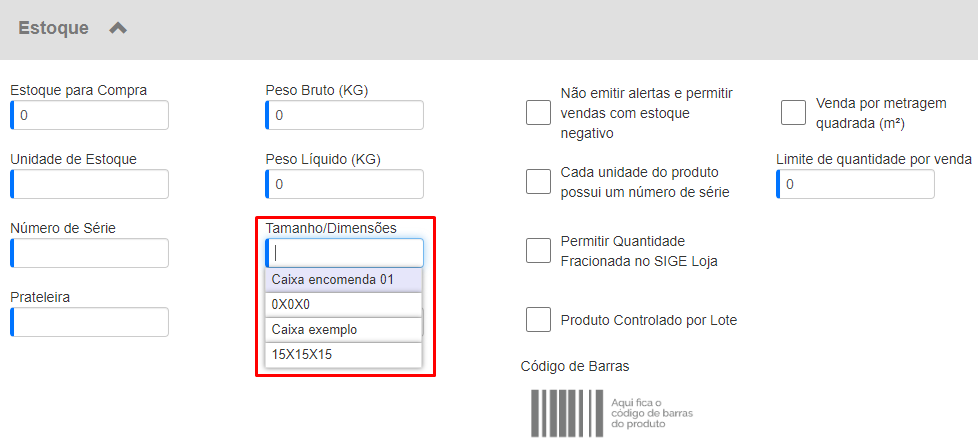 Estoque
Estoque para Compra
0
Unidade de Estoque
Número de Série
Prateleira
Peso Bruto (KG)
0
Peso Líquido (KG)
0
Tamanho/Dimensões
Caixa encomenda 01
0X0X0
Caixa exemplo
15X15X15
Não emitir alertas e permitir
vendas com estoque
negativo
Cada unidade do produto
possui um número de série
Permitir Quantidade
Fracionada no SIGE Loja
Produto Controlado por Lote
Código de Barras
Aqui fica o
código de barras
do produto
Venda por metragem
quadrada (m²)
Limite de quantidade por venda
0